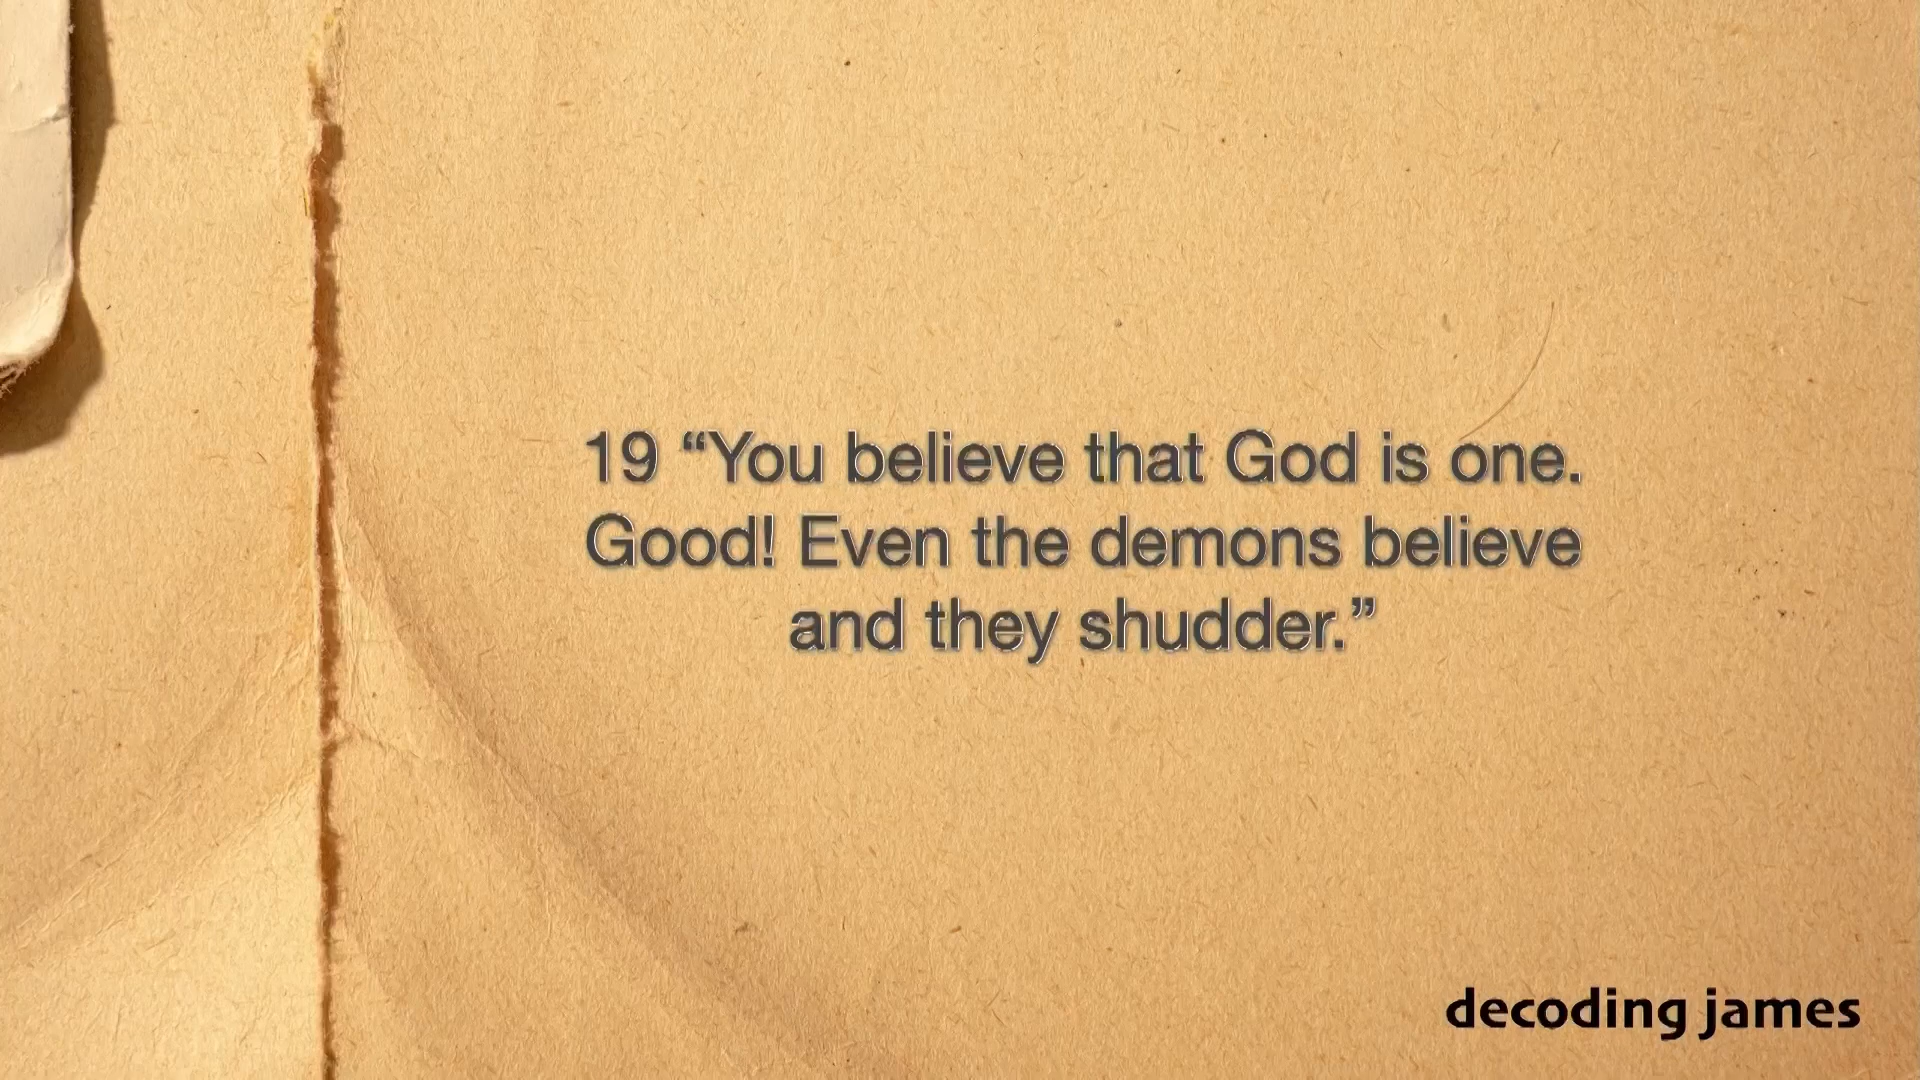 19 “You believe that God is one.
Good! Even the demons believe
and they shudder.”
decoding james